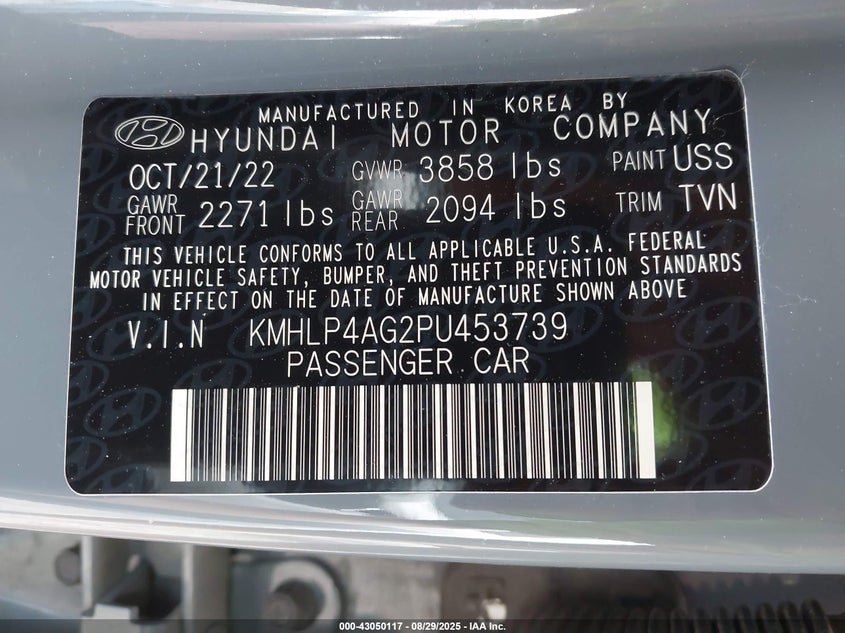 MANUFACTURED IN KOREA BY
HYUNDAI MOTOR COMPANY
OCT/21/22 GVWR 3858 lbs PAINT USS
GAWR FRONT 2271 lbs GAWR REAR 2094 lbs TRIM TVN
THIS VEHICLE CONFORMS TO ALL APPLICABLE U.S.A. FEDERAL
MOTOR VEHICLE SAFETY, BUMPER, AND THEFT PREVENTION STANDARDS
IN EFFECT ON THE DATE OF MANUFACTURE SHOWN ABOVE
V.I.N KMHLP4AG2PU453739
PASSENGER CAR
000-43050117 - 08/29/2025 - IAA Inc.